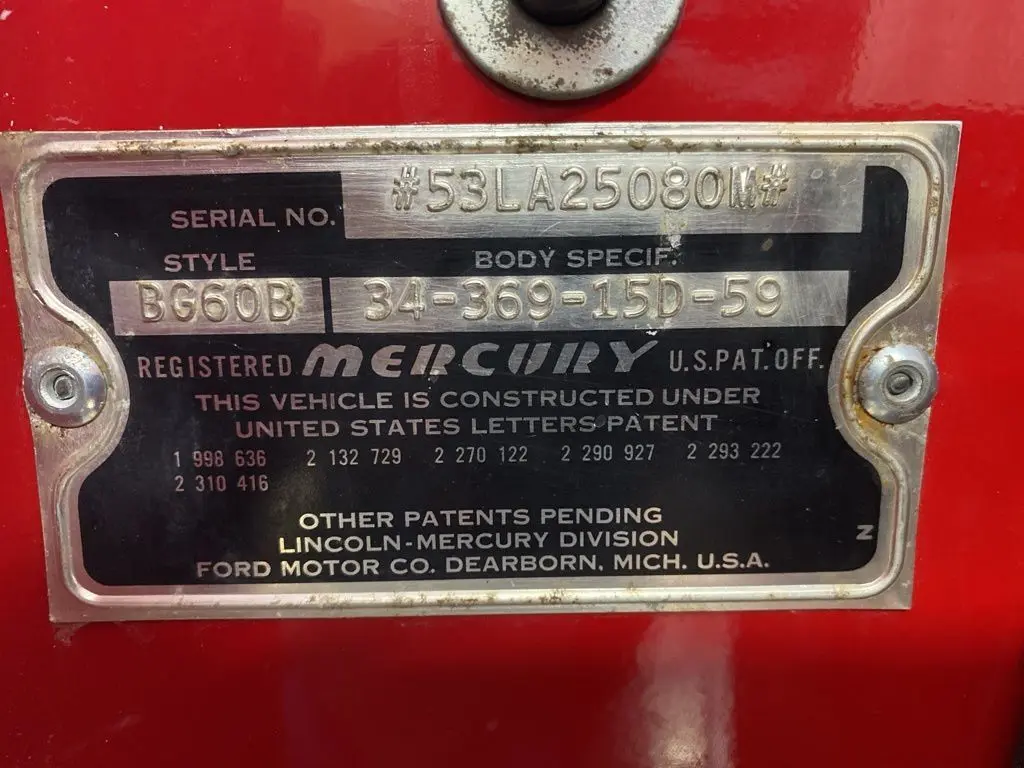 SERIAL NO. #53LA25080M#
STYLE BODY SPECIF.
BG60B 34-369-15D-59
REGISTERED MERCURY U.S.PAT.OFF.
THIS VEHICLE IS CONSTRUCTED UNDER
UNITED STATES LETTERS PATENT
1 998 636 2 132 729 2 270 122 2 290 927 2 293 222
2 310 416
OTHER PATENTS PENDING
LINCOLN-MERCURY DIVISION
FORD MOTOR CO. DEARBORN, MICH. U.S.A.
Z